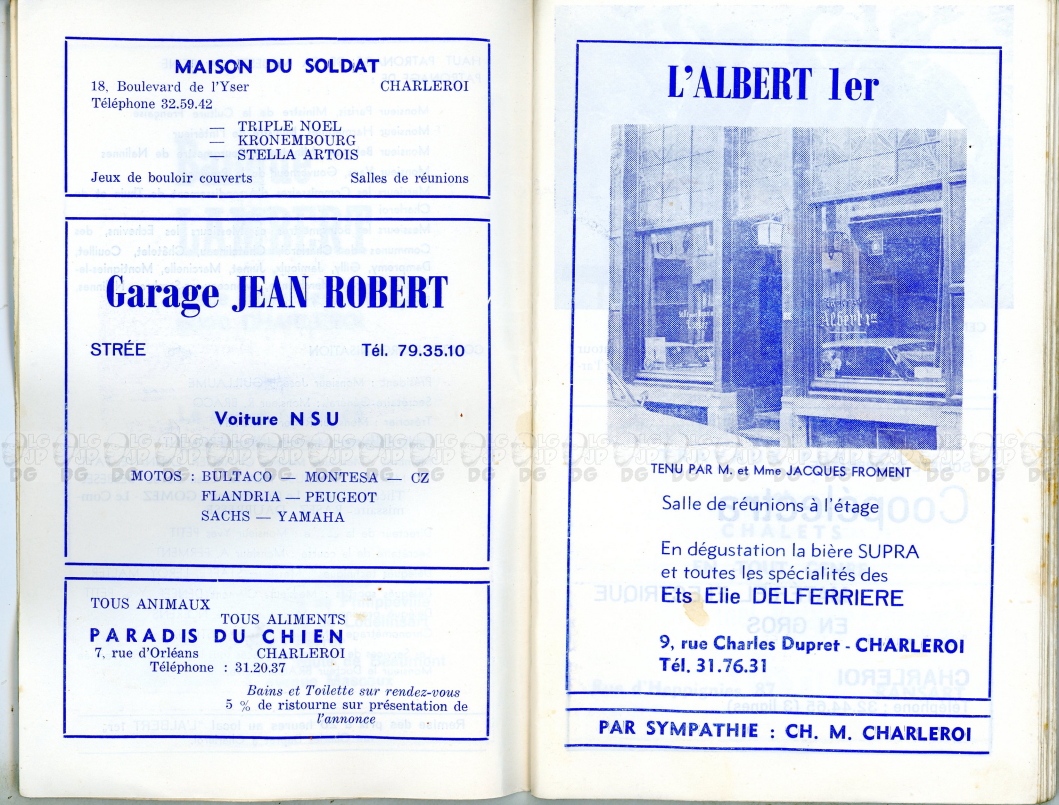 MAISON DU SOLDAT
18, Boulevard de l'Yser CHARLEROI
Téléphone 32.59.42
— TRIPLE NOEL
— KRONEMBOURG
— STELLA ARTOIS
Jeux de bouloir couverts Salles de réunions
Garage JEAN ROBERT
STRÉE Tél. 79.35.10
Voiture NSU
MOTOS : BULTACO — MONTESA — CZ
FLANDRIA — PEUGEOT
SACHS — YAMAHA
TOUS ANIMAUX
TOUS ALIMENTS
PARADIS DU CHIEN
7, rue d'Orléans CHARLEROI
Téléphone : 31.20.37
Bains et Toilette sur rendez-vous
5 % de ristourne sur présentation de
l'annonce
L'ALBERT 1er
Albert 1er
TENU PAR M. et Mme JACQUES FROMENT
Salle de réunions à l'étage
En dégustation la bière SUPRA
et toutes les spécialités des
Ets Elie DELFERRIERE
9, rue Charles Dupret - CHARLEROI
Tél. 31.76.31
PAR SYMPATHIE : CH. M. CHARLEROI